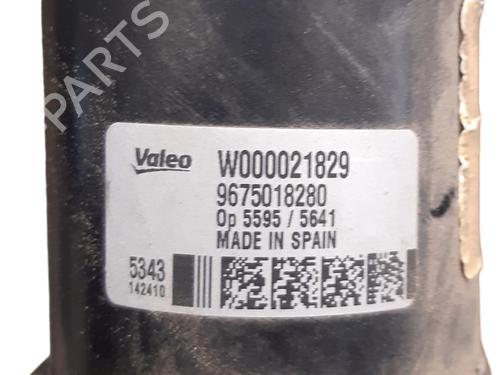 PARTS
Valeo
W000021829
9675018280
Op 5595 / 5641
MADE IN SPAIN
5343
142410